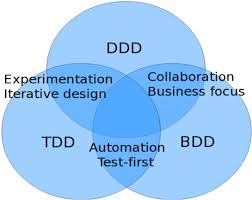 DDD
Experimentation
Iterative design
Collaboration
Business focus
TDD
Automation
Test-first
BDD